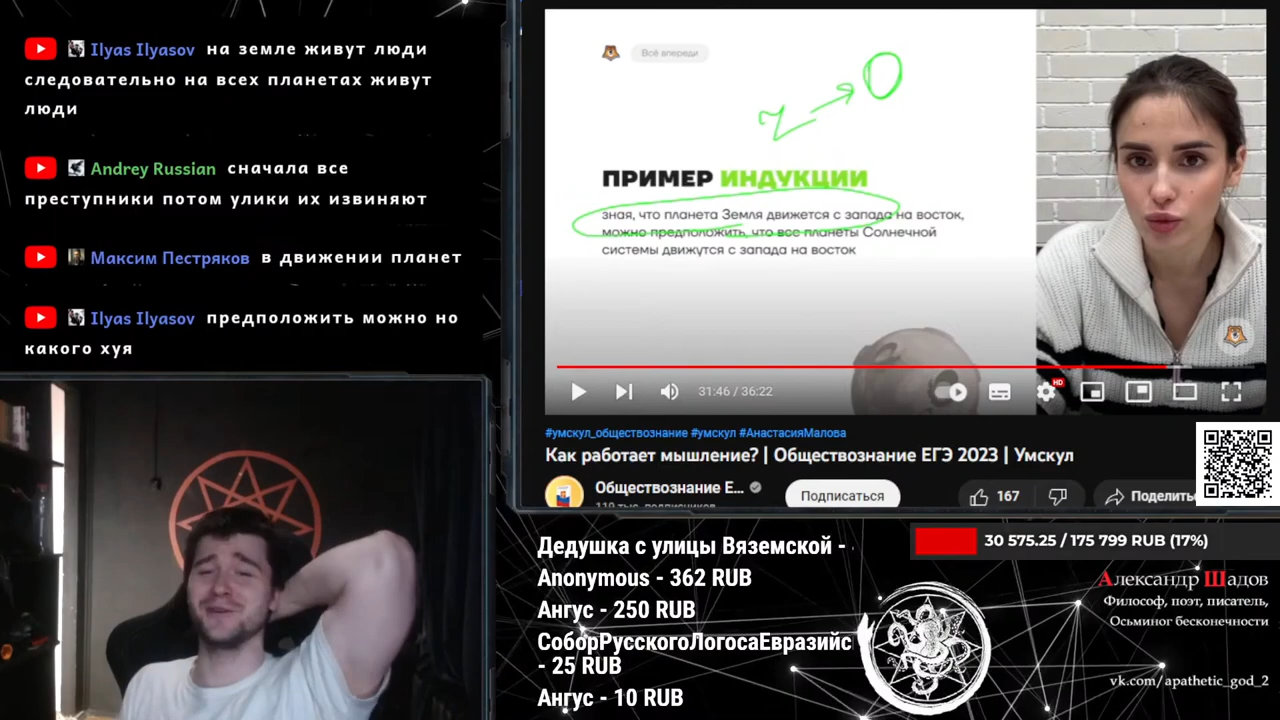 Ilyas Ilyasov на земле живут люди
следовательно на всех планетах живут
люди
Andrey Russian сначала все
преступники потом улики их извиняют
Максим Пестряков в движении планет
Ilyas Ilyasov предположить можно но
какого хуя
Всё впереди
Ч
О
ПРИМЕР ИНДУКЦИИ
зная, что планета Земля движется с запада на восток,
можно предположить, что все планеты Солнечной
системы движутся с запада на восток
31:46 / 36:22
HD
#умскул_обществознание #умскул #АнастасияМалова
Как работает мышление? | Обществознание ЕГЭ 2023 | Умскул
Обществознание Е...
119 тыс. подписчиков
Подписаться
167
Поделить
Дедушка с улицы Вяземской -
Anonymous - 362 RUB
Ангус - 250 RUB
СоборРусскогоЛогосаЕвразийс
- 25 RUB
Ангус - 10 RUB
30 575.25 / 175 799 RUB (17%)
Александр Шадов
Философ, поэт, писатель,
Осьминог бесконечности
vk.com/apathetic_god_2